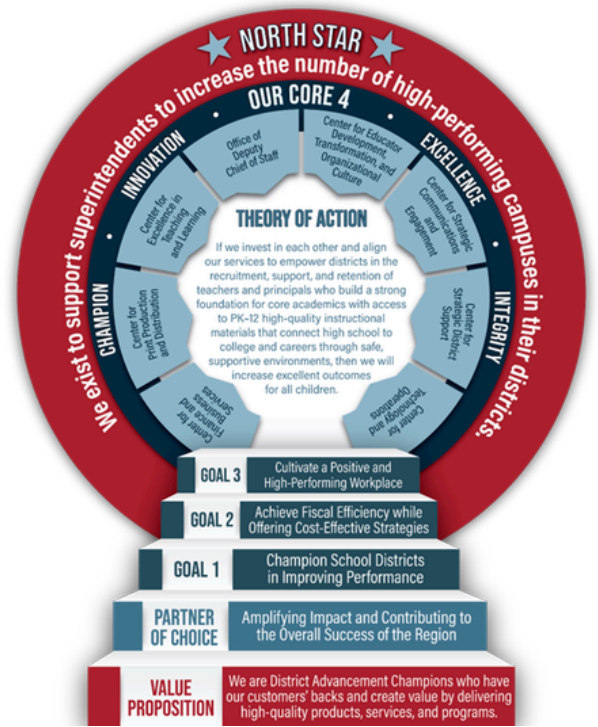 NORTH STAR
We exist to support superintendents to increase the number of high-performing campuses in their districts.
OUR CORE 4
CHAMPION
INNOVATION
EXCELLENCE
INTEGRITY
Center for
Finance and
Business
Services
Center for
Print Production
and Distribution
Center for
Excellence in
Teaching
and Learning
Office of
Deputy
Chief of Staff
Center for Educator
Development,
Transformation, and
Organizational
Culture
Center for Strategic
Communications
and
Engagement
Center for
Strategic District
Support
Center for
Technology and
Operations
THEORY OF ACTION
If we invest in each other and align
our services to empower districts in the
recruitment, support, and retention of
teachers and principals who build a strong
foundation for core academics with access
to PK-12 high-quality instructional
materials that connect high school to
college and careers through safe,
supportive environments, then we will
increase excellent outcomes
for all children.
GOAL 3
Cultivate a Positive and
High-Performing Workplace
GOAL 2
Achieve Fiscal Efficiency while
Offering Cost-Effective Strategies
GOAL 1
Champion School Districts
in Improving Performance
PARTNER
OF CHOICE
Amplifying Impact and Contributing to
the Overall Success of the Region
VALUE
PROPOSITION
We are District Advancement Champions who have
our customers' backs and create value by delivering
high-quality products, services, and programs.